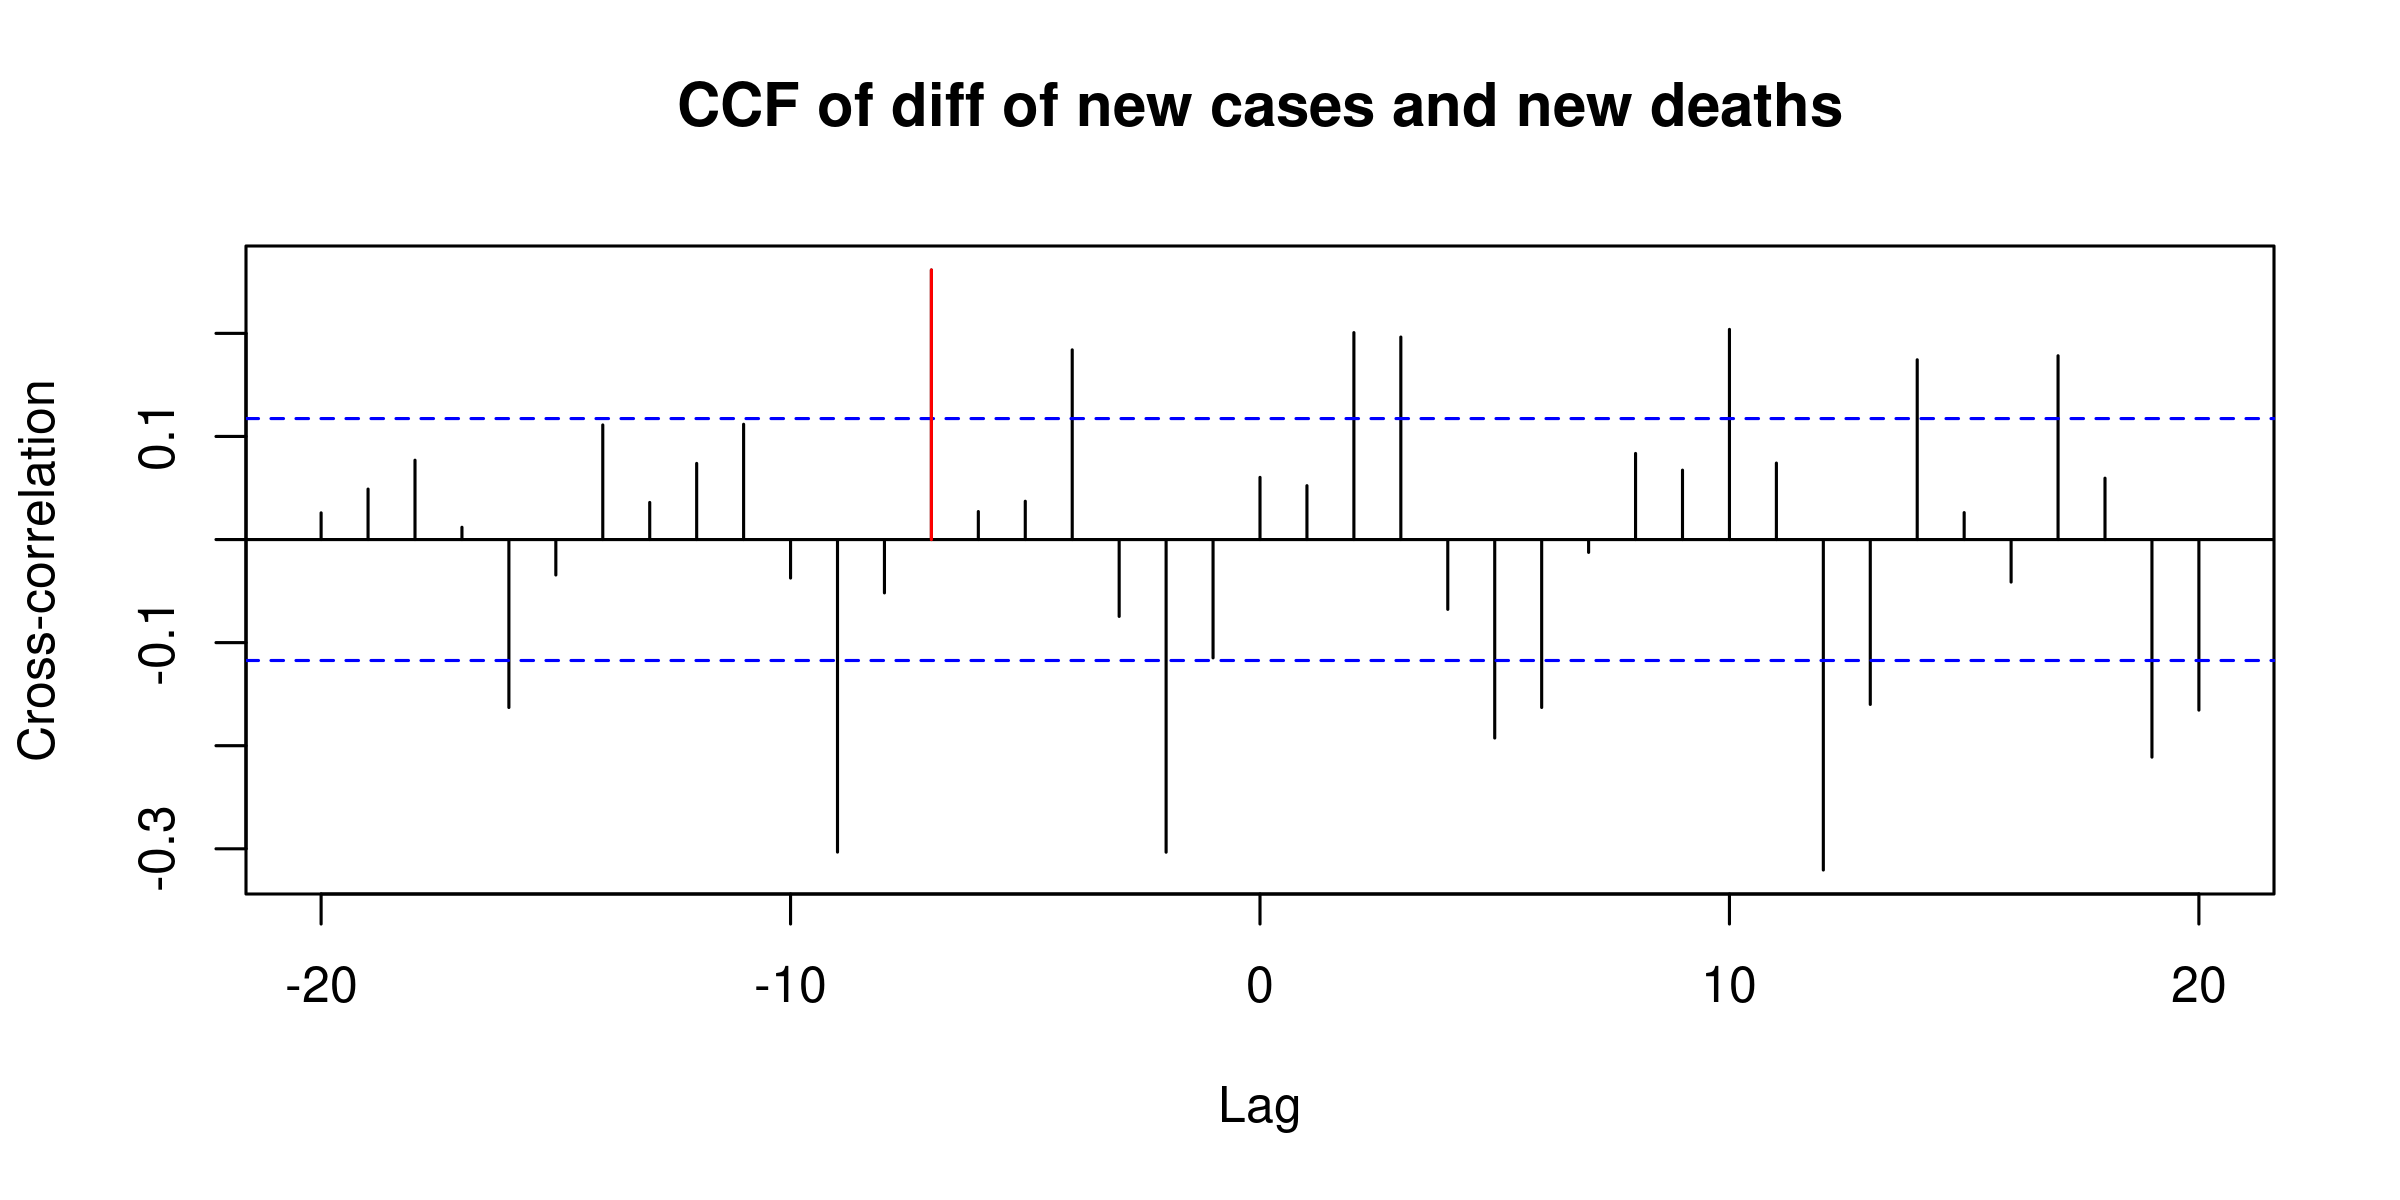 CCF of diff of new cases and new deaths
Cross-correlation
0.1
-0.1
-0.3
-20 -10 0 10 20
Lag